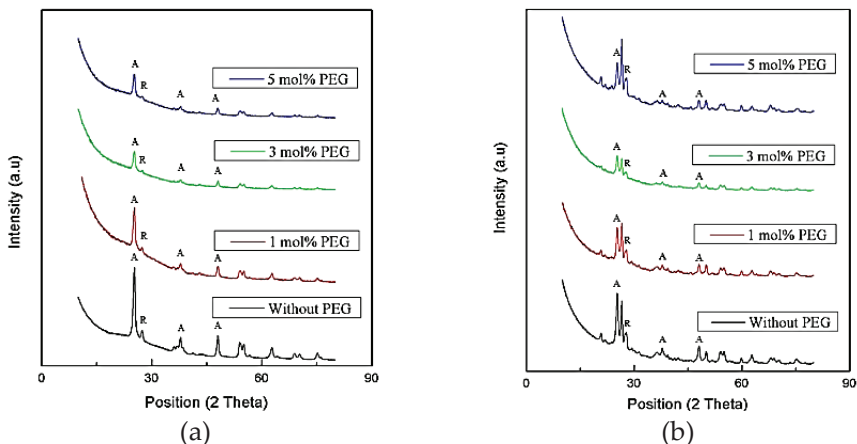 A
R
A
A
5 mol% PEG
A
R
A
A
3 mol% PEG
A
R
A
A
1 mol% PEG
A
R
A
A
Without PEG
Intensity (a.u)
0
30
60
90
Position (2 Theta)
(a)
A
R
A
A
5 mol% PEG
A
R
A
A
3 mol% PEG
A
R
A
A
1 mol% PEG
A
R
A
A
Without PEG
Intensity (a.u)
0
30
60
90
Position (2 Theta)
(b)